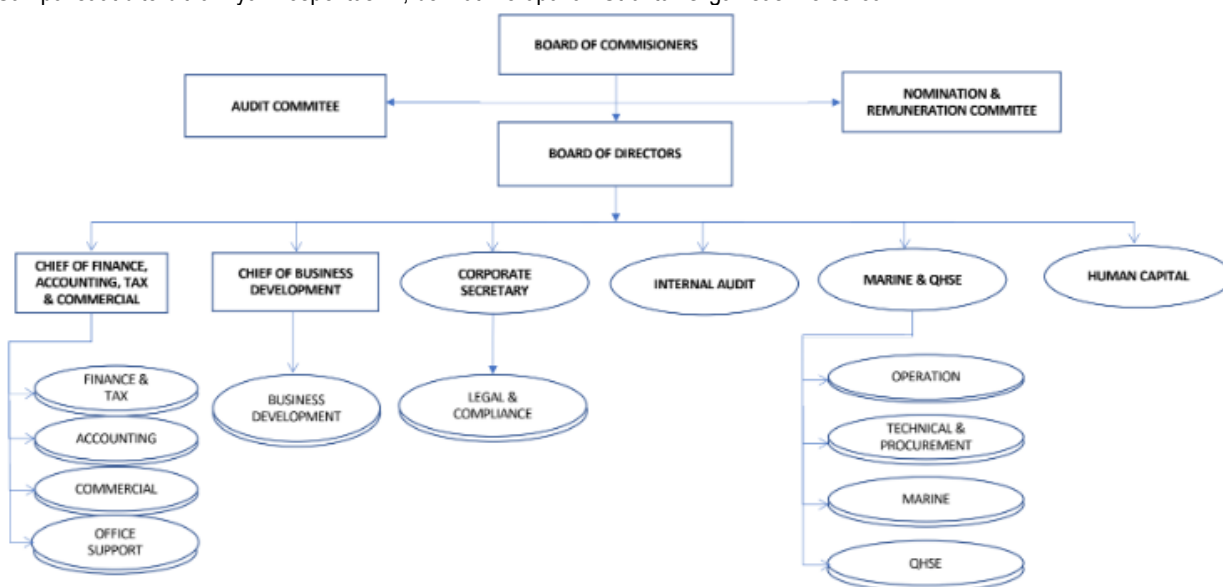 BOARD OF COMMISIONERS
AUDIT COMMITEE
NOMINATION &
REMUNERATION COMMITEE
BOARD OF DIRECTORS
CHIEF OF FINANCE,
ACCOUNTING, TAX
& COMMERCIAL
CHIEF OF BUSINESS
DEVELOPMENT
CORPORATE
SECRETARY
INTERNAL AUDIT
MARINE & QHSE
HUMAN CAPITAL
FINANCE &
TAX
ACCOUNTING
COMMERCIAL
OFFICE
SUPPORT
BUSINESS
DEVELOPMENT
LEGAL &
COMPLIANCE
OPERATION
TECHNICAL &
PROCUREMENT
MARINE
QHSE